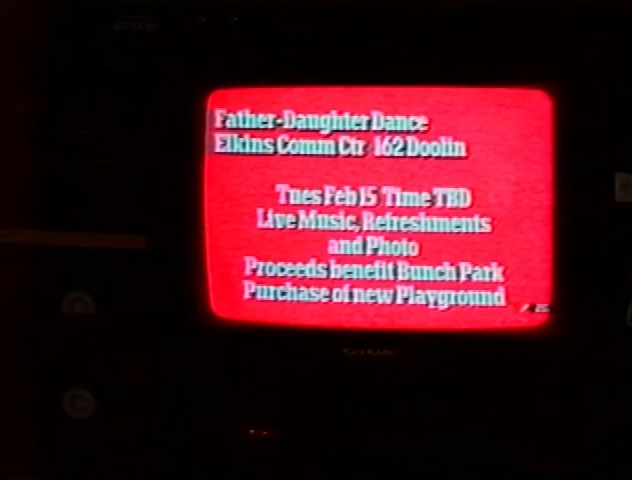 Father-Daughter Dance
Elkins Comm Ctr 162 Doolin
Tues Feb 15 Time TBD
Live Music, Refreshments
and Photo
Proceeds benefit Bunch Park
Purchase of new Playground
SHARP